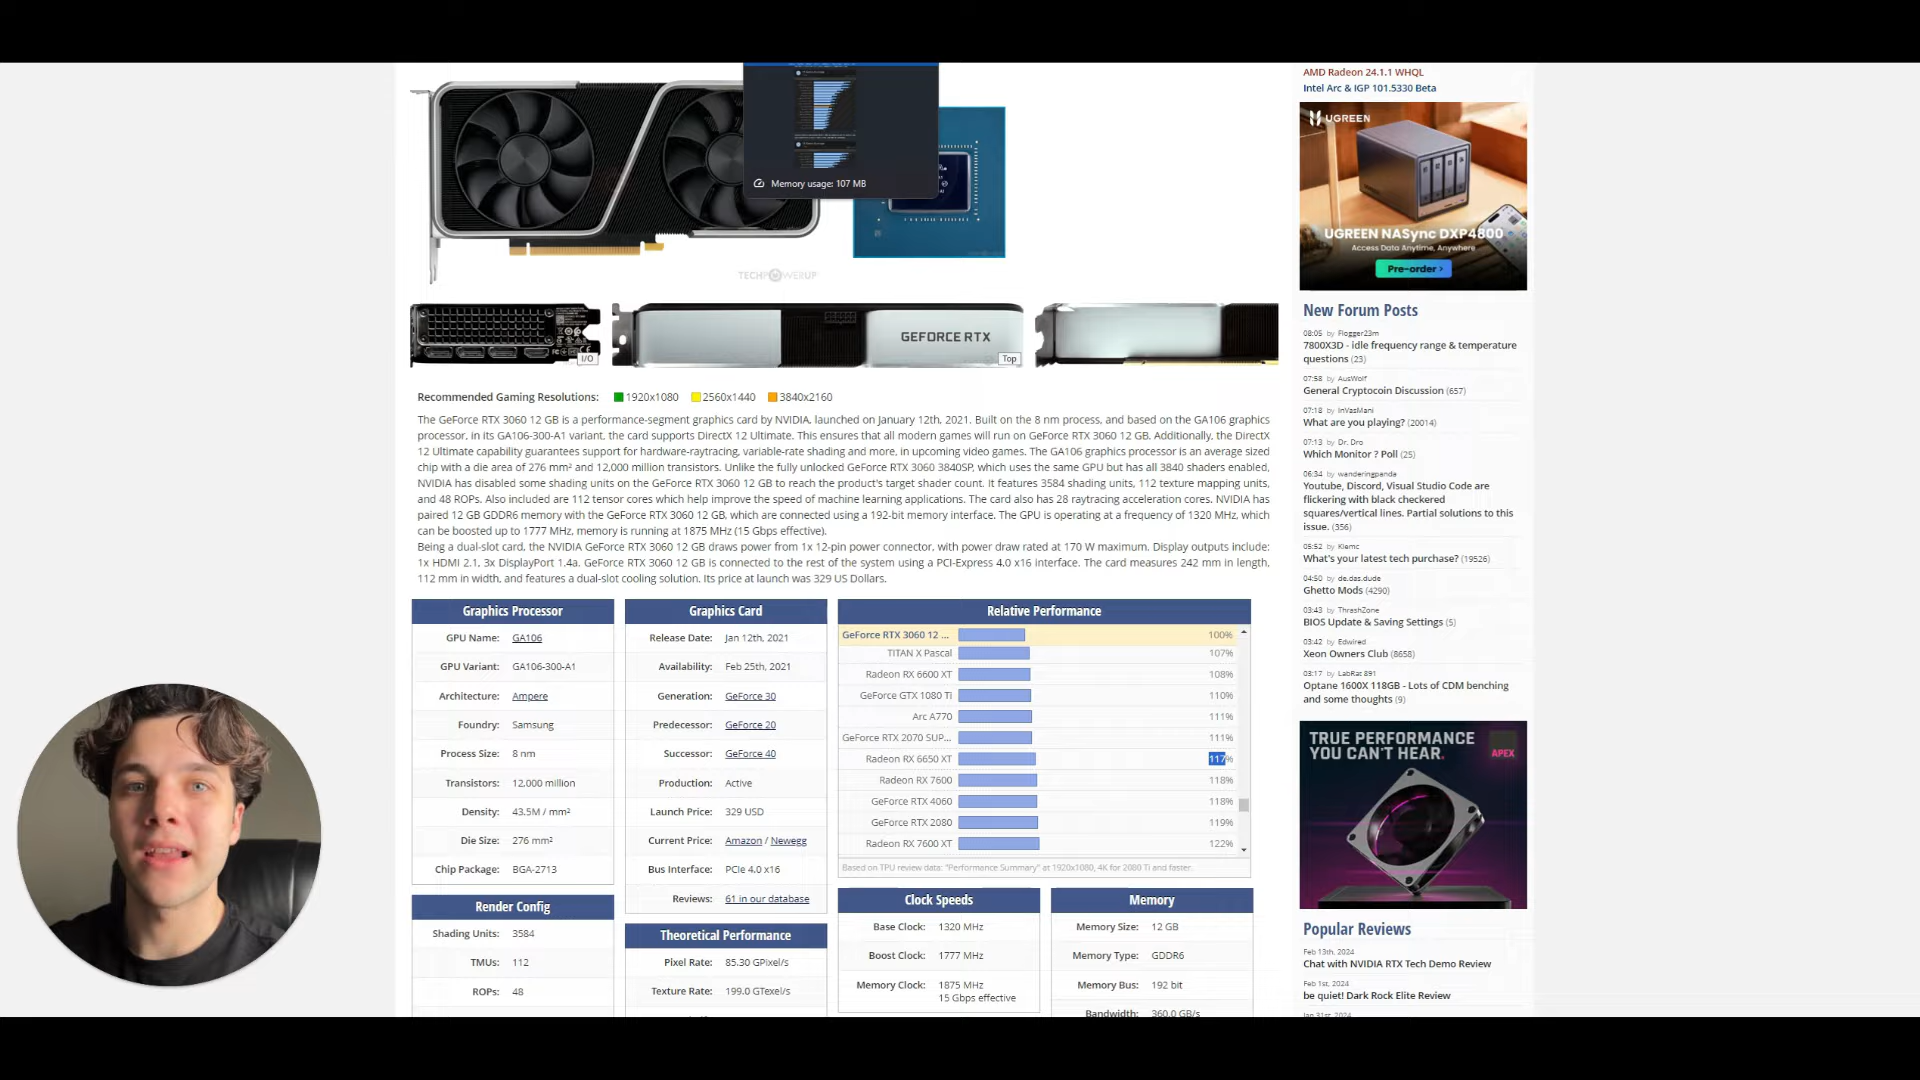 Memory usage: 107 MB
TECHPOWERUP
I/O
GEFORCE RTX
Top
Recommended Gaming Resolutions: 1920x1080 2560x1440 3840x2160
The GeForce RTX 3060 12 GB is a performance-segment graphics card by NVIDIA, launched on January 12th, 2021. Built on the 8 nm process, and based on the GA106 graphics
processor, in its GA106-300-A1 variant, the card supports DirectX 12 Ultimate. This ensures that all modern games will run on GeForce RTX 3060 12 GB. Additionally, the DirectX
12 Ultimate capability guarantees support for hardware-raytracing, variable-rate shading and more, in upcoming video games. The GA106 graphics processor is an average sized
chip with a die area of 276 mm² and 12,000 million transistors. Unlike the fully unlocked GeForce RTX 3060 3840SP, which uses the same GPU but has all 3840 shaders enabled,
NVIDIA has disabled some shading units on the GeForce RTX 3060 12 GB to reach the product's target shader count. It features 3584 shading units, 112 texture mapping units,
and 48 ROPs. Also included are 112 tensor cores which help improve the speed of machine learning applications. The card also has 28 raytracing acceleration cores. NVIDIA has
paired 12 GB GDDR6 memory with the GeForce RTX 3060 12 GB, which are connected using a 192-bit memory interface. The GPU is operating at a frequency of 1320 MHz, which
can be boosted up to 1777 MHz, memory is running at 1875 MHz (15 Gbps effective).
Being a dual-slot card, the NVIDIA GeForce RTX 3060 12 GB draws power from 1x 12-pin power connector, with power draw rated at 170 W maximum. Display outputs include:
1x HDMI 2.1, 3x DisplayPort 1.4a. GeForce RTX 3060 12 GB is connected to the rest of the system using a PCI-Express 4.0 x16 interface. The card measures 242 mm in length,
112 mm in width, and features a dual-slot cooling solution. Its price at launch was 329 US Dollars.
Graphics Processor
GPU Name: GA106
GPU Variant: GA106-300-A1
Architecture: Ampere
Foundry: Samsung
Process Size: 8 nm
Transistors: 12,000 million
Density: 43.5M / mm²
Die Size: 276 mm²
Chip Package: BGA-2713
Render Config
Shading Units: 3584
TMUs: 112
ROPs: 48
Graphics Card
Release Date: Jan 12th, 2021
Availability: Feb 25th, 2021
Generation: GeForce 30
Predecessor: GeForce 20
Successor: GeForce 40
Production: Active
Launch Price: 329 USD
Current Price: Amazon / Newegg
Bus Interface: PCIe 4.0 x16
Reviews: 61 in our database
Theoretical Performance
Pixel Rate: 85.30 GPixel/s
Texture Rate: 199.0 GTexel/s
Relative Performance
GeForce RTX 3060 12 ... 100%
TITAN X Pascal 107%
Radeon RX 6600 XT 108%
GeForce GTX 1080 Ti 110%
Arc A770 111%
GeForce RTX 2070 SUP... 111%
Radeon RX 6650 XT 117%
Radeon RX 7600 118%
GeForce RTX 4060 118%
GeForce RTX 2080 119%
Radeon RX 7600 XT 122%
Based on TPU review data: "Performance Summary" at 1920x1080, 4K for 2080 Ti and faster.
Clock Speeds
Base Clock: 1320 MHz
Boost Clock: 1777 MHz
Memory Clock: 1875 MHz
15 Gbps effective
Memory
Memory Size: 12 GB
Memory Type: GDDR6
Memory Bus: 192 bit
Bandwidth: 360.0 GB/s
AMD Radeon 24.1.1 WHQL
Intel Arc & IGP 101.5330 Beta
UGREEN
UGREEN NASync DXP4800
Access Data Anytime, Anywhere
Pre-order >
New Forum Posts
08:05 by Flogger23m
7800X3D - idle frequency range & temperature
questions (23)
07:58 by AusWolf
General Cryptocoin Discussion (657)
07:18 by InVasMani
What are you playing? (20014)
07:13 by Dr. Dro
Which Monitor ? Poll (25)
06:34 by wanderingpanda
Youtube, Discord, Visual Studio Code are
flickering with black checkered
squares/vertical lines. Partial solutions to this
issue. (356)
05:52 by Klemc
What's your latest tech purchase? (19526)
04:50 by de.das.dude
Ghetto Mods (4290)
03:43 by ThrashZone
BIOS Update & Saving Settings (5)
03:42 by Edwired
Xeon Owners Club (8658)
03:17 by LabRat 891
Optane 1600X 118GB - Lots of CDM benching
and some thoughts (9)
TRUE PERFORMANCE
YOU CAN'T HEAR.
APEX
Popular Reviews
Feb 13th, 2024
Chat with NVIDIA RTX Tech Demo Review
Feb 1st, 2024
be quiet! Dark Rock Elite Review
Jan 31st, 2024